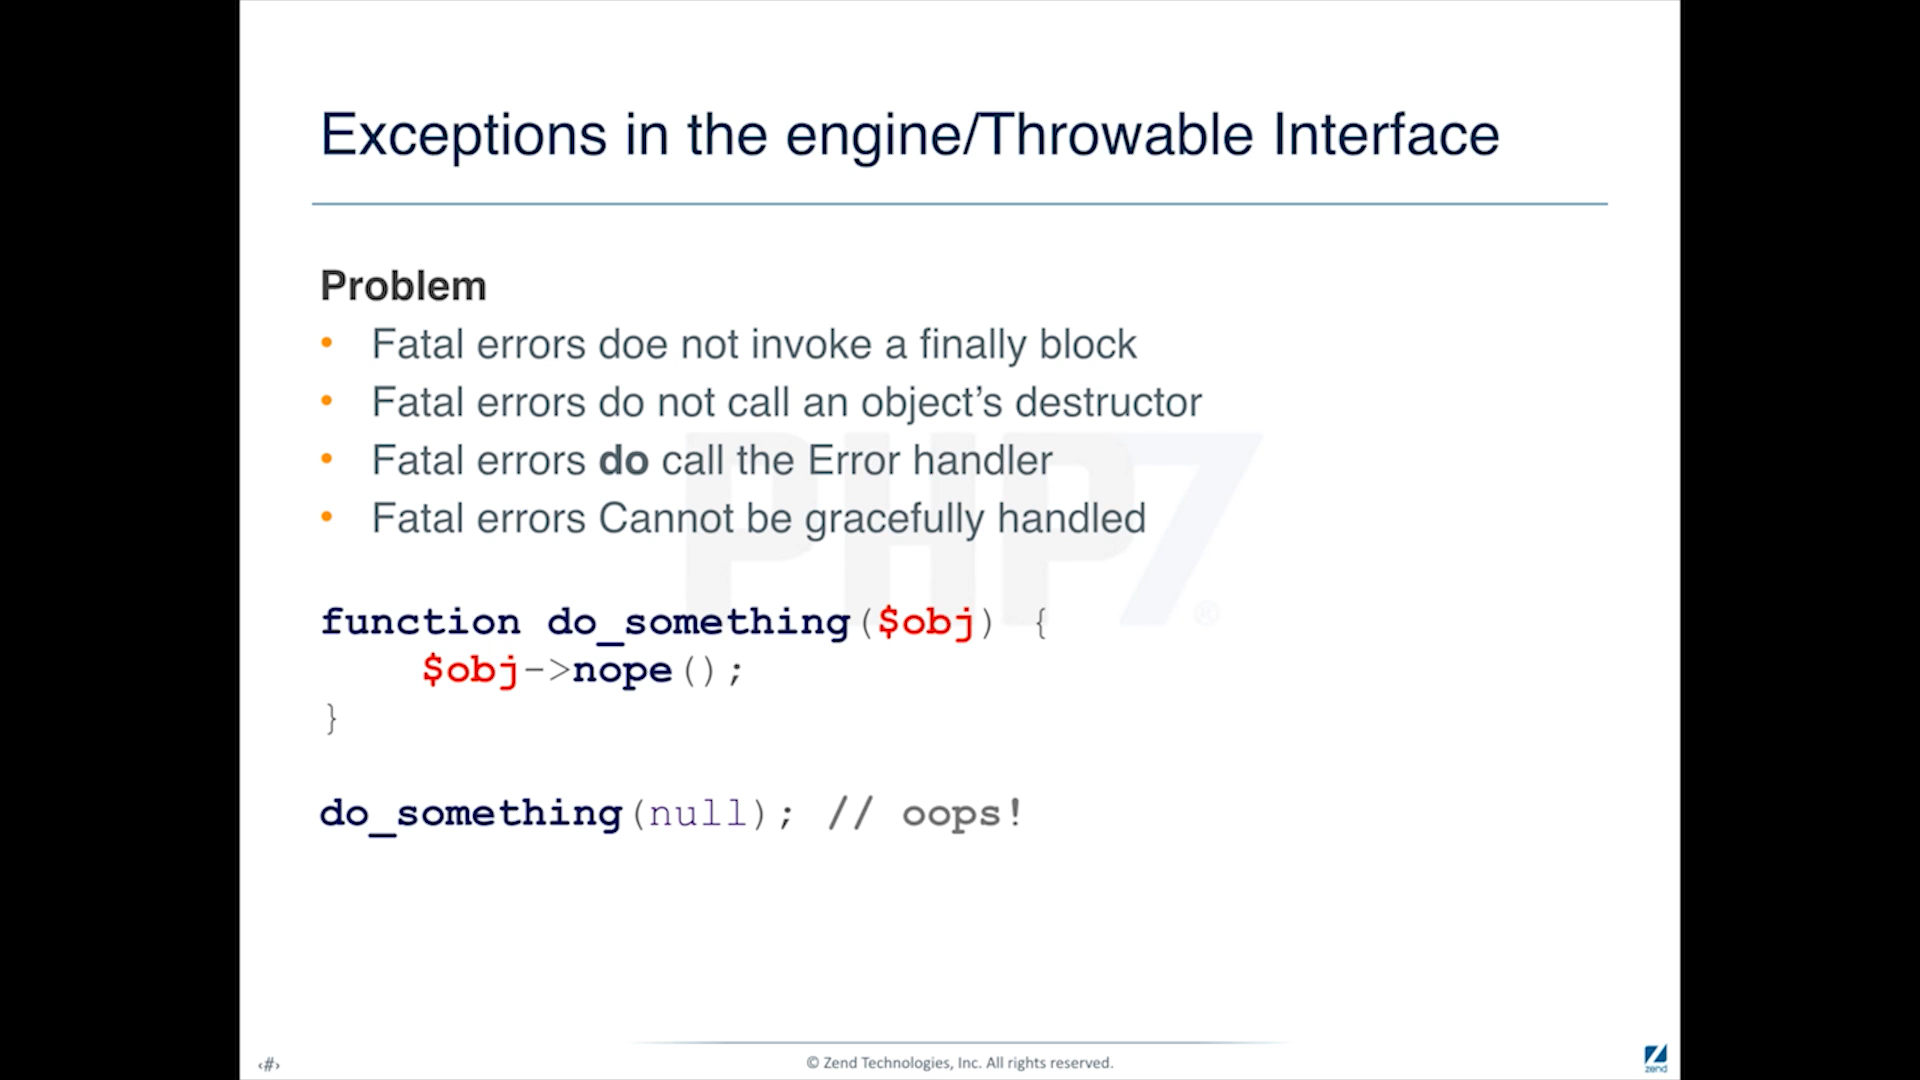 Exceptions in the engine/Throwable Interface
Problem
• Fatal errors doe not invoke a finally block
• Fatal errors do not call an object’s destructor
• Fatal errors do call the Error handler
• Fatal errors Cannot be gracefully handled
PHP7®
function do_something($obj) {
    $obj->nope();
}
do_something(null); // oops!
‹#›
© Zend Technologies, Inc. All rights reserved.
zend